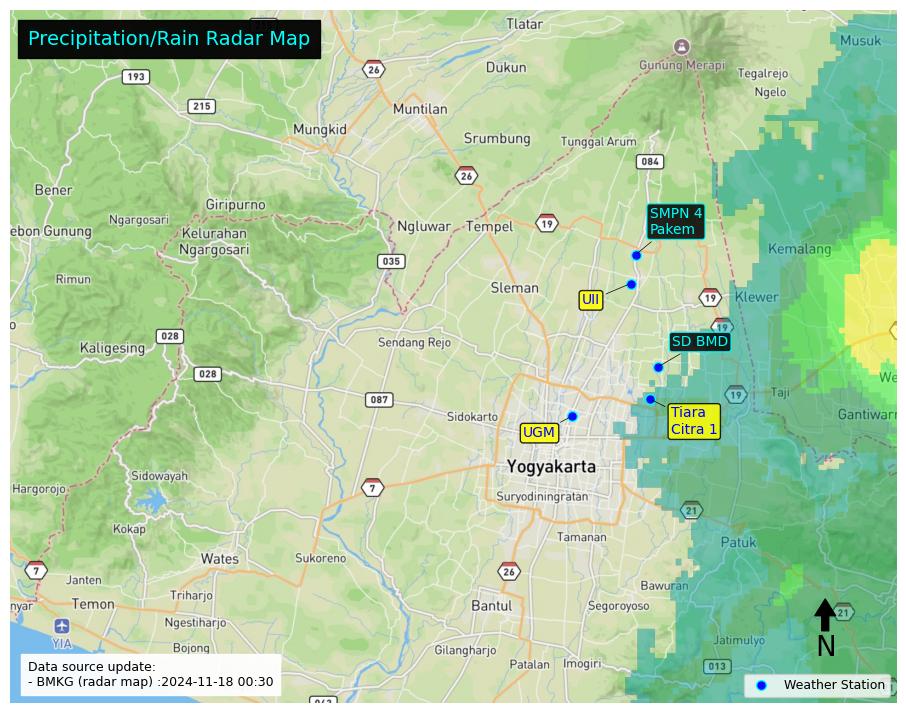 Precipitation/Rain Radar Map
Tlatar
Musuk
Gunung Merapi
26
Dukun
Tegalrejo
193
Ngelo
215
Muntilan
Mungkid
Srumbung
Tunggal Arum
084
26
Bener
Giripurno
SMPN 4
Pakem
Ngargosari
Ngluwar
Tempel
19
ebon Gunung
Kelurahan
Ngargosari
Kemalang
035
Rimun
Sleman
UII
19
Klewer
19
028
Sendang Rejo
SD BMD
Kaligesing
028
We
087
19
Taji
Sidokarto
Tiara
Citra 1
Gantiwarr
UGM
Yogyakarta
Sidowayah
Hargorojo
7
Suryodiningratan
21
Kokap
Tamanan
Patuk
Wates
Sukoreno
7
26
Janten
Bawuran
Triharjo
nyar
Temon
Bantul
Segoroyoso
21
Ngestiharjo
YIA
Jatimulyo
N
Bojong
Gilangharjo
Patalan
Imogiri
013
Data source update:
- BMKG (radar map) :2024-11-18 00:30
Weather Station